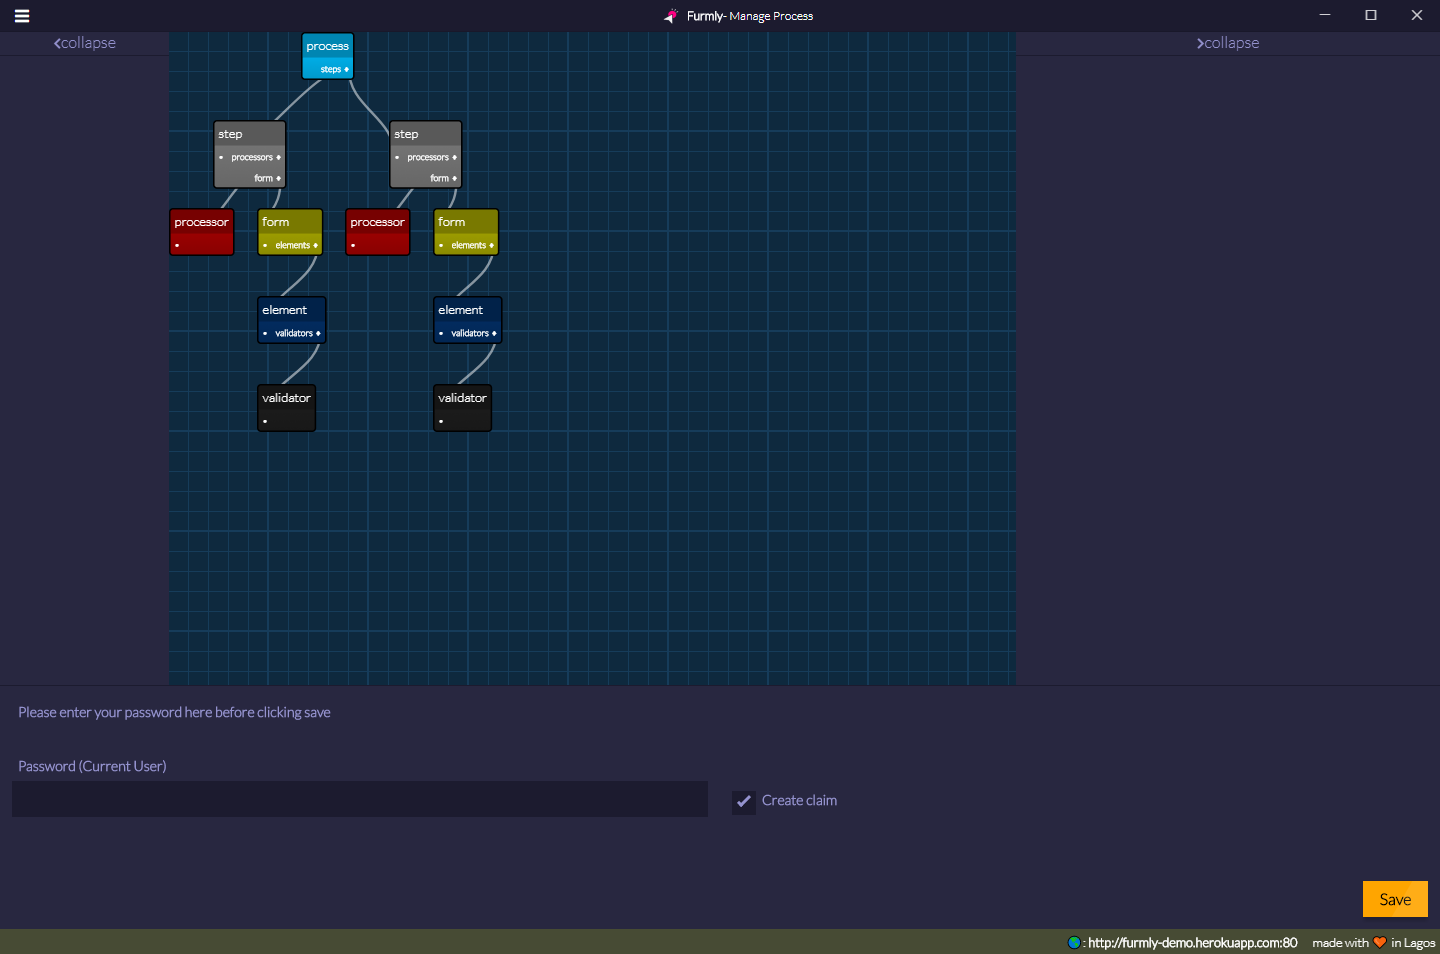 Furmly- Manage Process
collapse
collapse
process
steps
step
processors
form
step
processors
form
processor
form
elements
processor
form
elements
element
validators
element
validators
validator
validator
Please enter your password here before clicking save
Password (Current User)
Create claim
Save
: http://furmly-demo.herokuapp.com:80 made with in Lagos